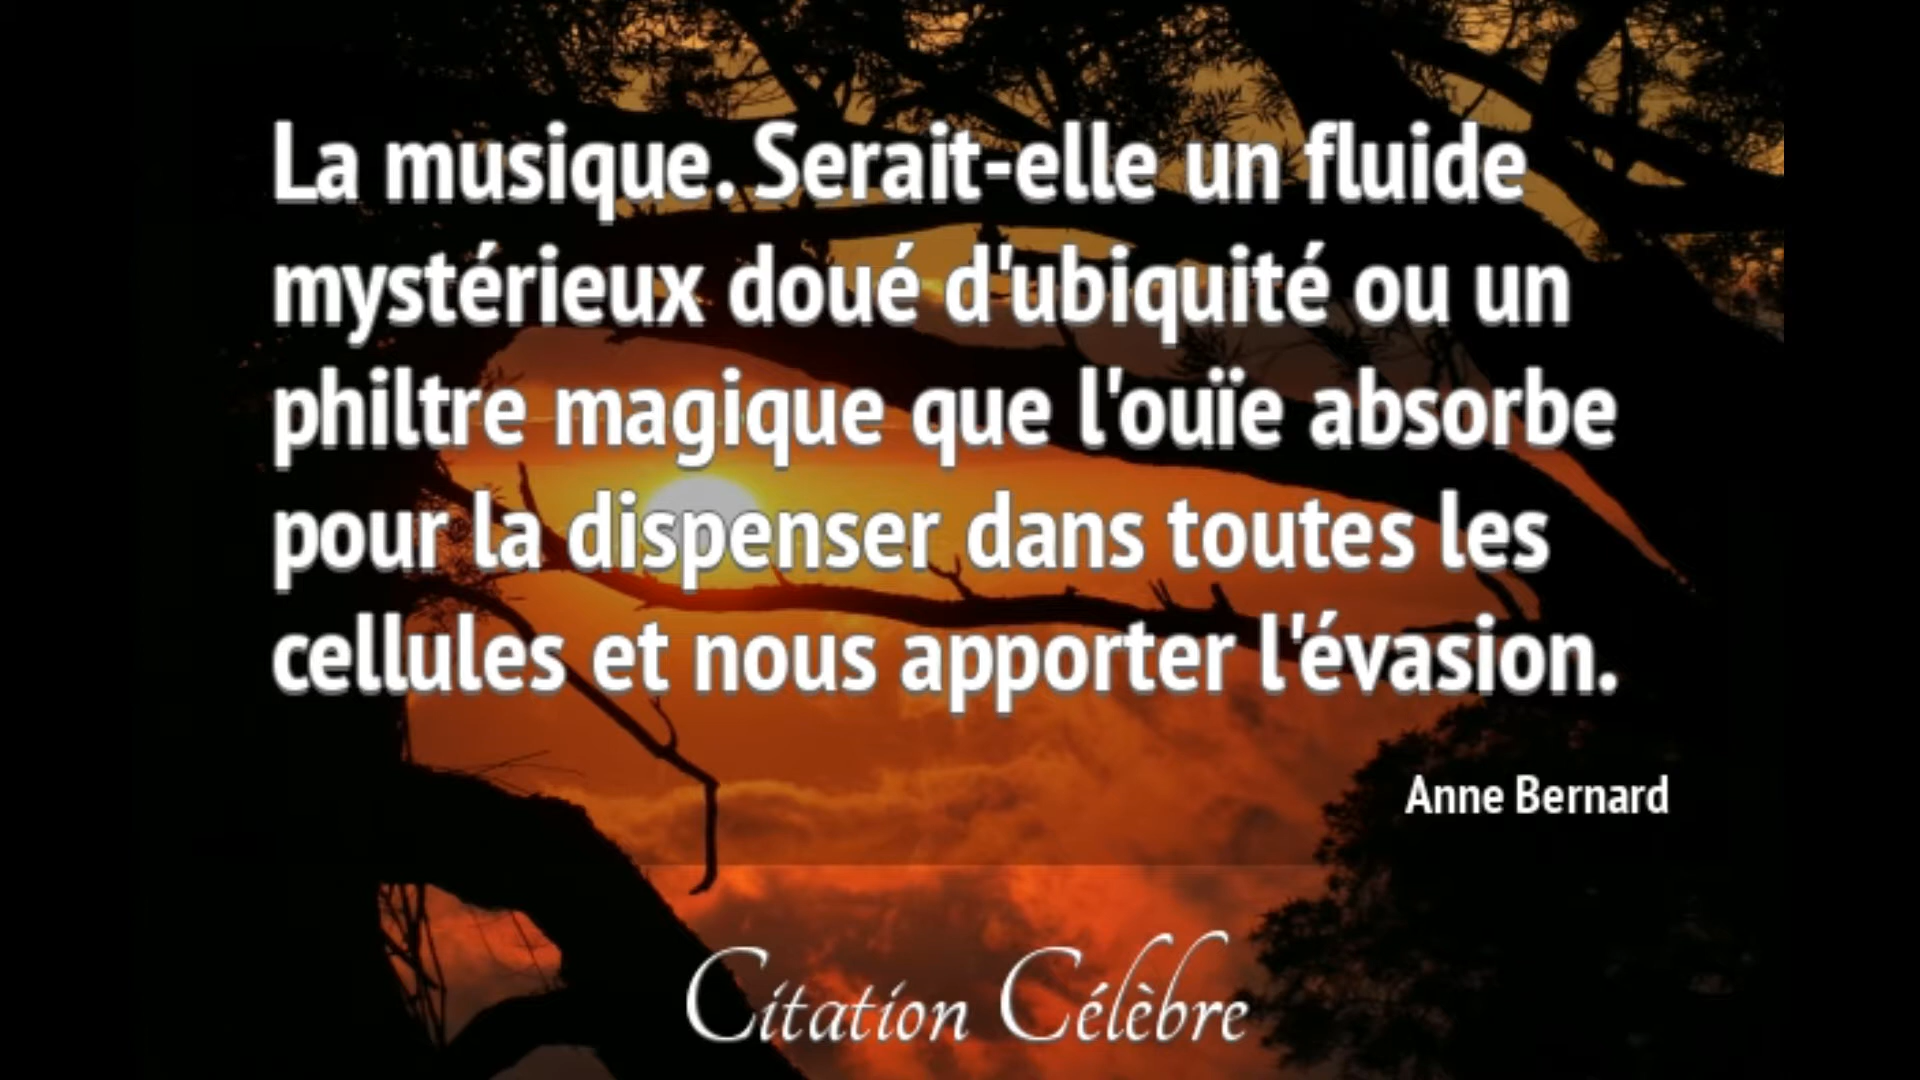 La musique. Serait-elle un fluide
mystérieux doué d'ubiquité ou un
philtre magique que l'ouïe absorbe
pour la dispenser dans toutes les
cellules et nous apporter l'évasion.
Anne Bernard
Citation Célèbre